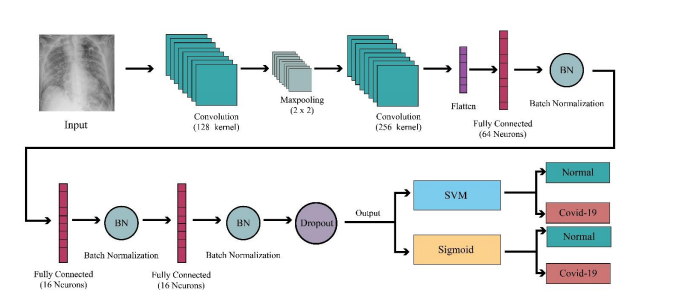 Input
Convolution
(128 kernel)
Maxpooling
(2 x 2)
Convolution
(256 kernel)
Flatten
Fully Connected
(64 Neurons)
BN
Batch Normalization
Fully Connected
(16 Neurons)
BN
Batch Normalization
Fully Connected
(16 Neurons)
BN
Batch Normalization
Dropout
Output
SVM
Normal
Covid-19
Sigmoid
Normal
Covid-19